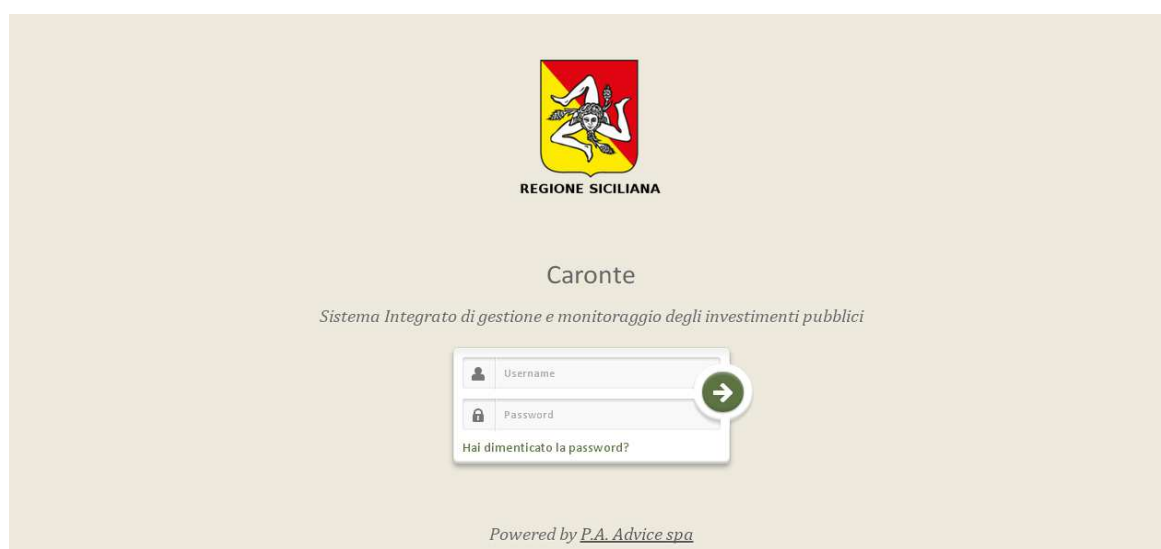 REGIONE SICILIANA
Caronte
Sistema Integrato di gestione e monitoraggio degli investimenti pubblici
Username
Password
Hai dimenticato la password?
Powered by P.A. Advice spa